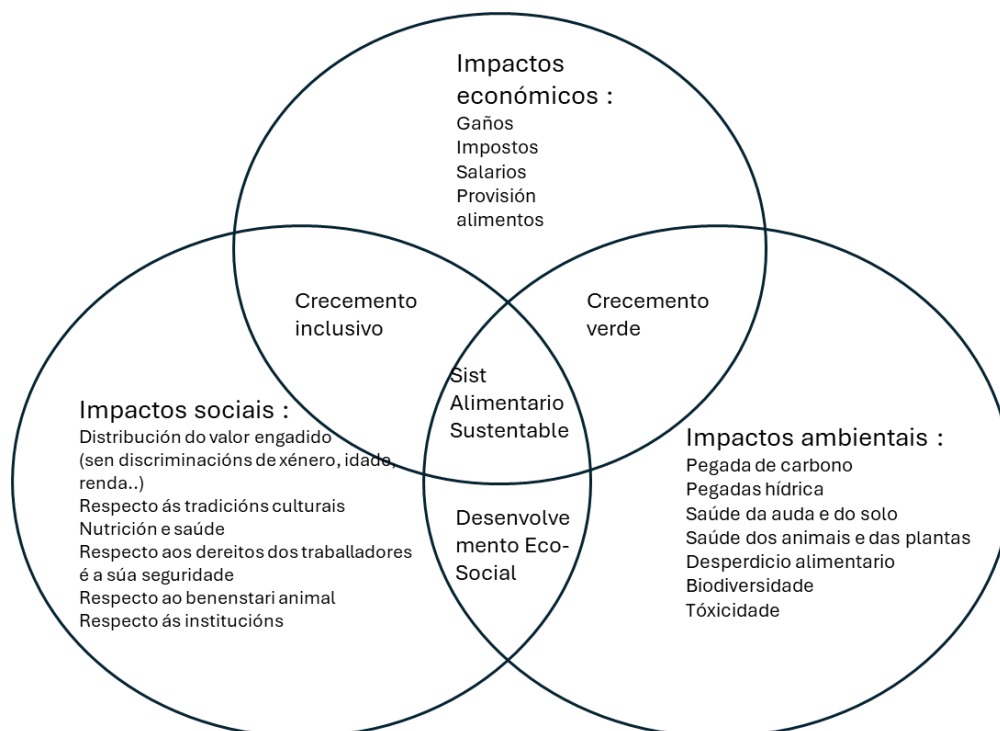 Impactos
económicos :
Gaños
Impostos
Salarios
Provisión
alimentos
Crecemento
inclusivo
Crecemento
verde
Sist
Alimentario
Sustentable
Impactos sociais :
Distribución do valor engadido
(sen discriminacións de xénero, idade,
renda..)
Respecto ás tradicións culturais
Nutrición e saúde
Respecto aos dereitos dos traballadores
é a súa seguridade
Respecto ao benenstari animal
Respecto ás institucións
Impactos ambientais :
Pegada de carbono
Pegadas hídrica
Saúde da auda e do solo
Saúde dos animais e das plantas
Desperdicio alimentario
Biodiversidade
Tóxicidade
Desenvolve
mento Eco-
Social